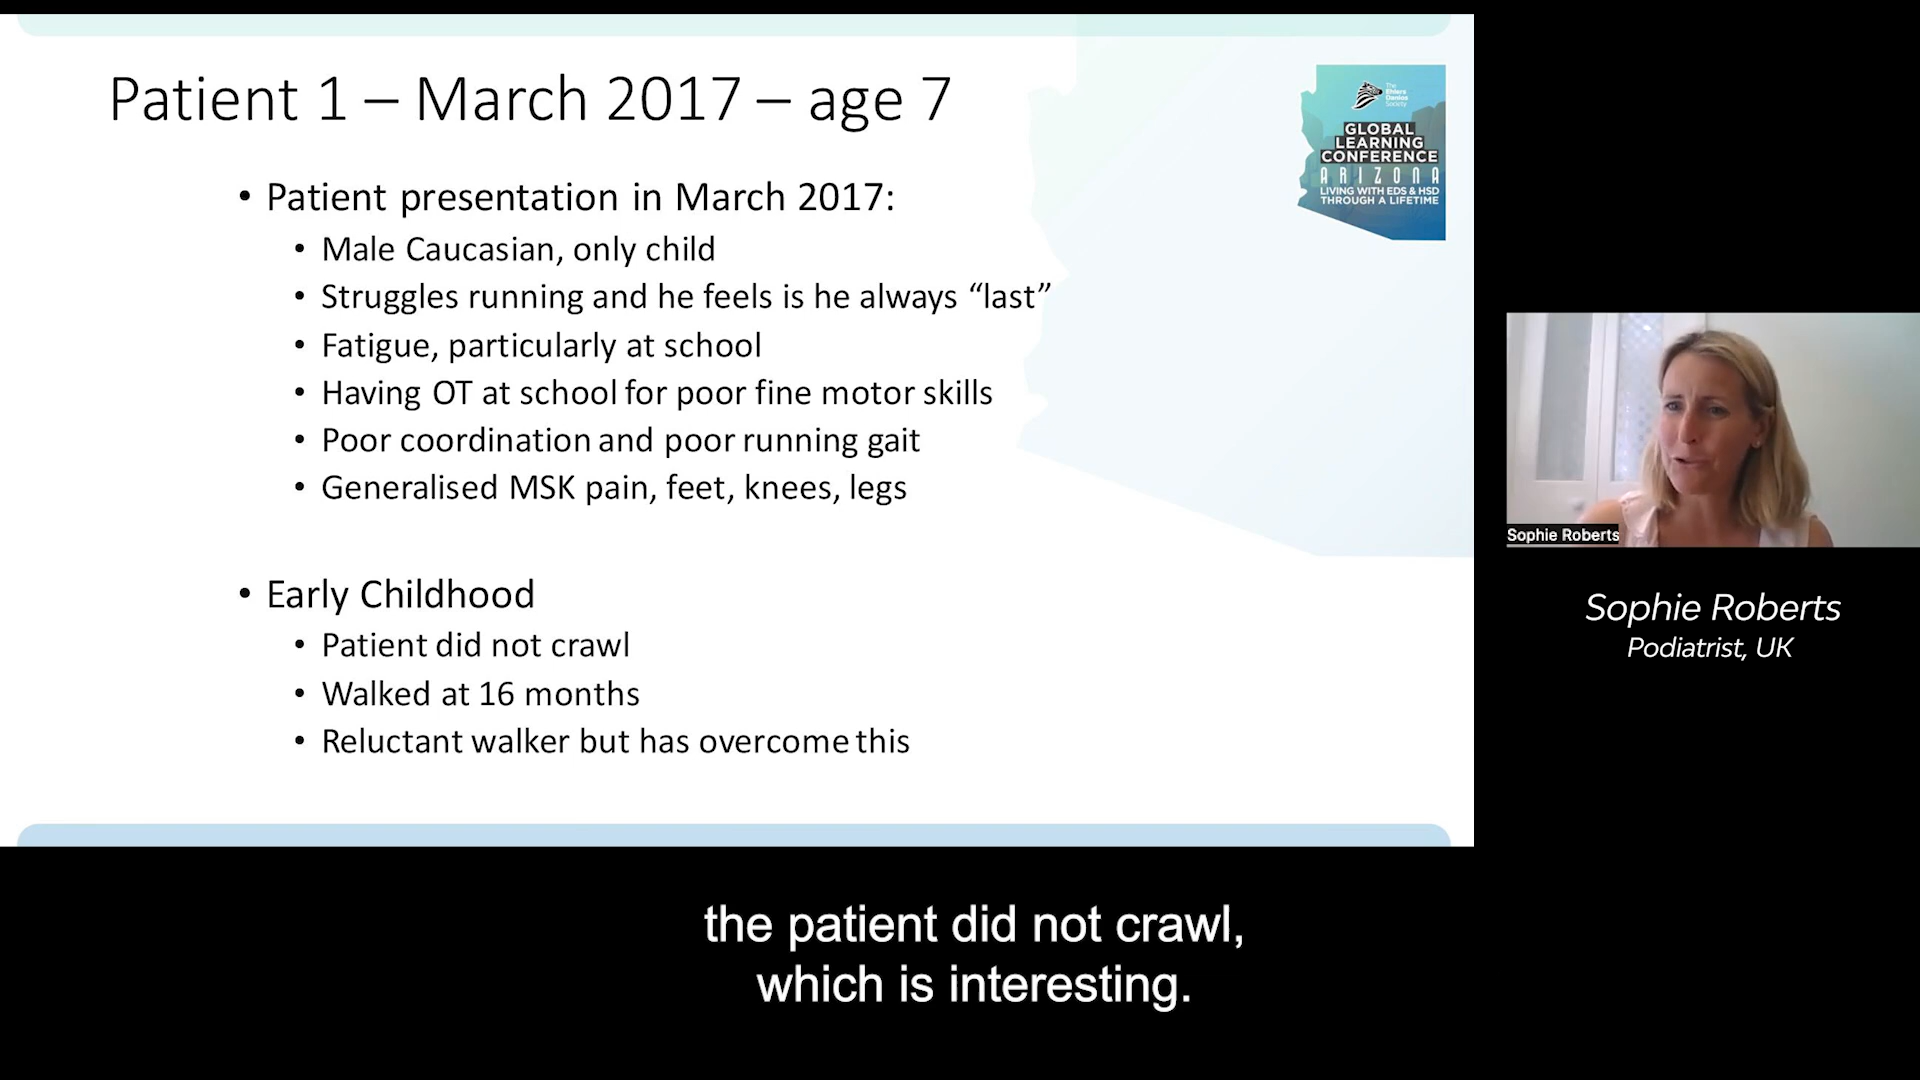 Patient 1 – March 2017 – age 7
• Patient presentation in March 2017:
• Male Caucasian, only child
• Struggles running and he feels is he always “last”
• Fatigue, particularly at school
• Having OT at school for poor fine motor skills
• Poor coordination and poor running gait
• Generalised MSK pain, feet, knees, legs
• Early Childhood
• Patient did not crawl
• Walked at 16 months
• Reluctant walker but has overcome this
The
Ehlers
Danlos
Society
GLOBAL
LEARNING
CONFERENCE
ARIZONA
LIVING WITH EDS & HSD
THROUGH A LIFETIME
Sophie Roberts
Sophie Roberts
Podiatrist, UK
the patient did not crawl,
which is interesting.